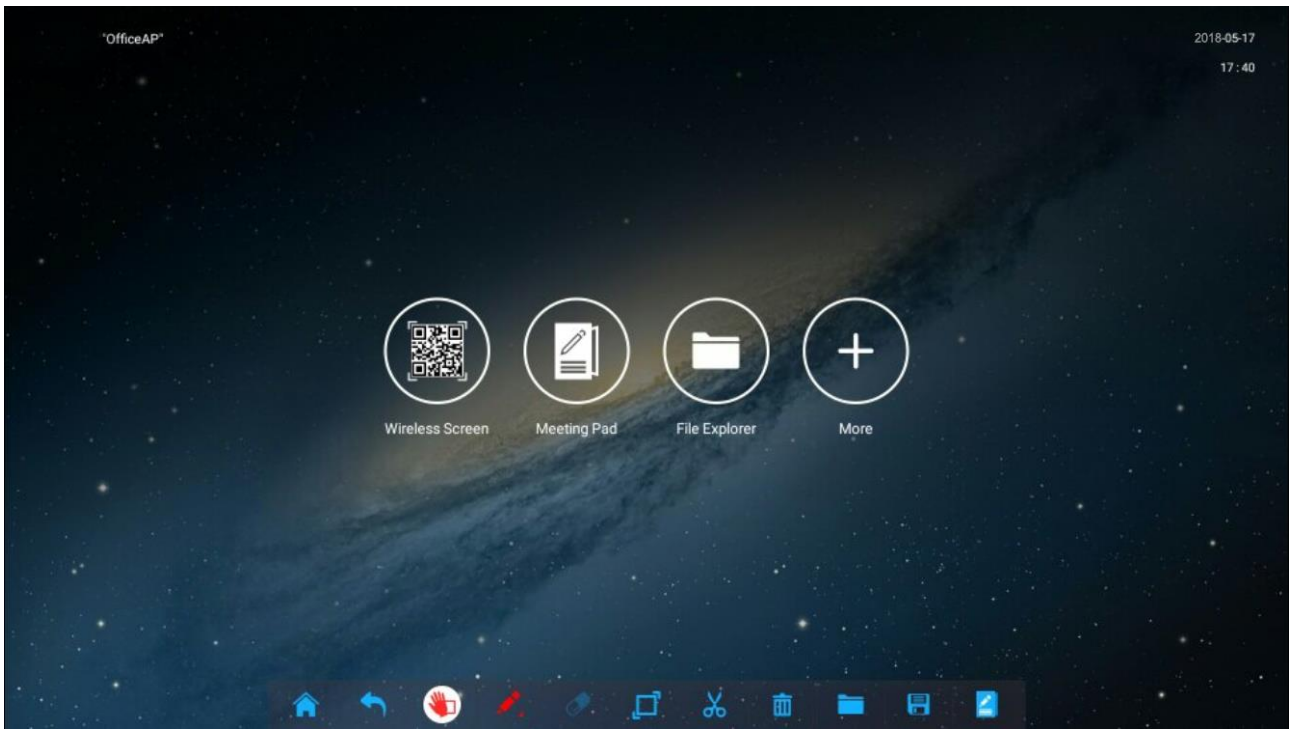 "OfficeAP"
2018-05-17
17:40
Wireless Screen
Meeting Pad
File Explorer
More